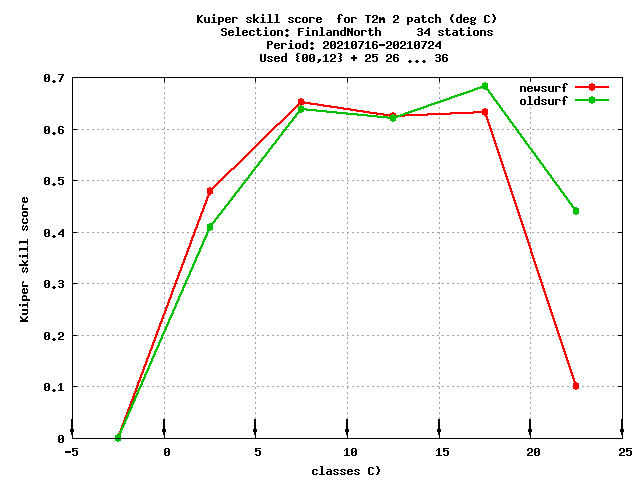 Kuiper skill score  for T2m 2 patch (deg C)
Selection: FinlandNorth     34 stations
Period: 20210716-20210724
Used {00,12} + 25 26 ... 36
newsurf
oldsurf
0.7
0.6
0.5
0.4
0.3
0.2
0.1
0
Kuiper skill score
-5 0 5 10 15 20 25
classes C)